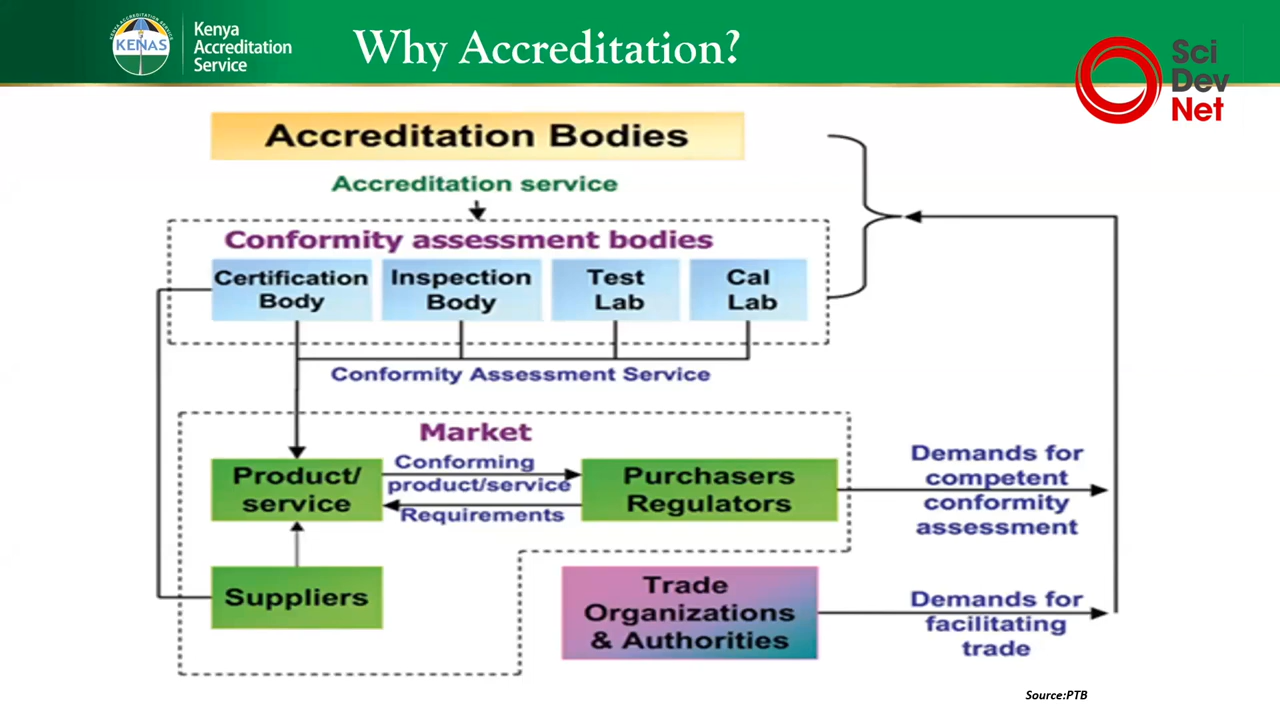 KENYA ACCREDITATION SERVICE
KENAS
Kenya
Accreditation
Service
Why Accreditation?
Sci
Dev
Net
Accreditation Bodies
Accreditation service
Conformity assessment bodies
Certification
Body
Inspection
Body
Test
Lab
Cal
Lab
Conformity Assessment Service
Market
Product/
service
Conforming
product/service
Requirements
Purchasers
Regulators
Demands for
competent
conformity
assessment
Suppliers
Trade
Organizations
& Authorities
Demands for
facilitating
trade
Source:PTB